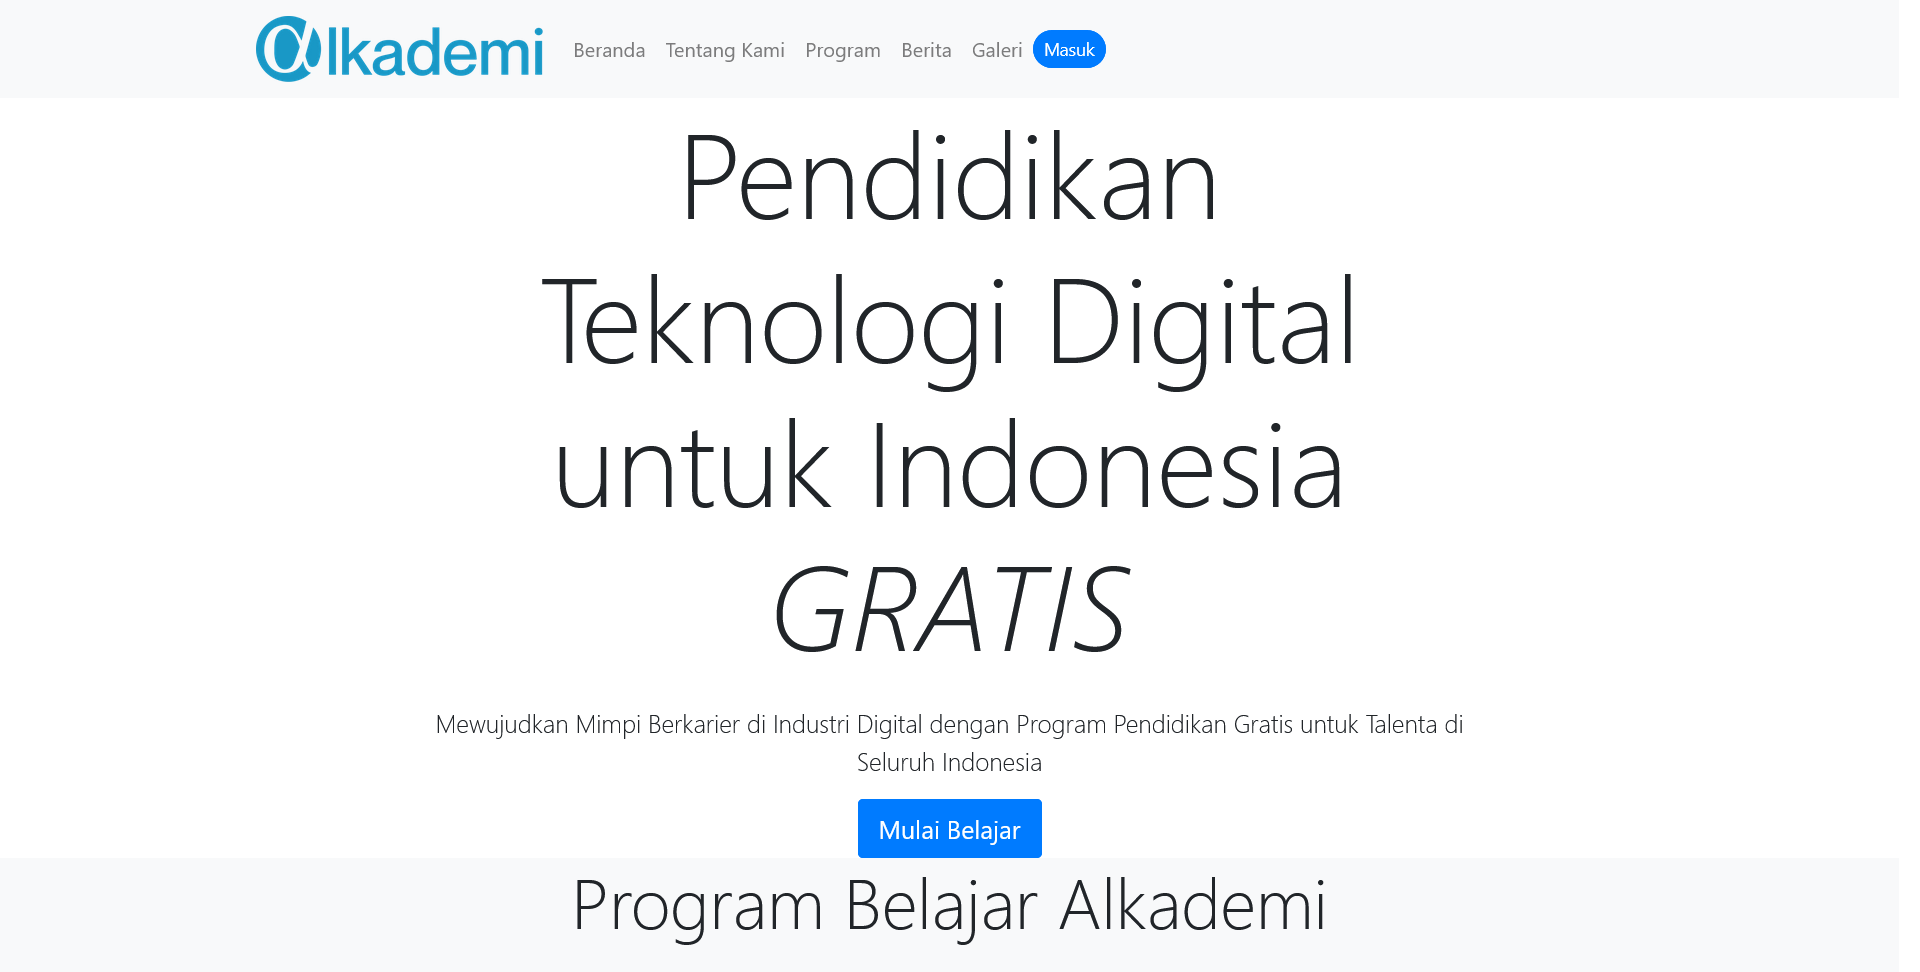 @lkademi
Beranda Tentang Kami Program Berita Galeri Masuk
Pendidikan
Teknologi Digital
untuk Indonesia
GRATIS
Mewujudkan Mimpi Berkarier di Industri Digital dengan Program Pendidikan Gratis untuk Talenta di
Seluruh Indonesia
Mulai Belajar
Program Belajar Alkademi